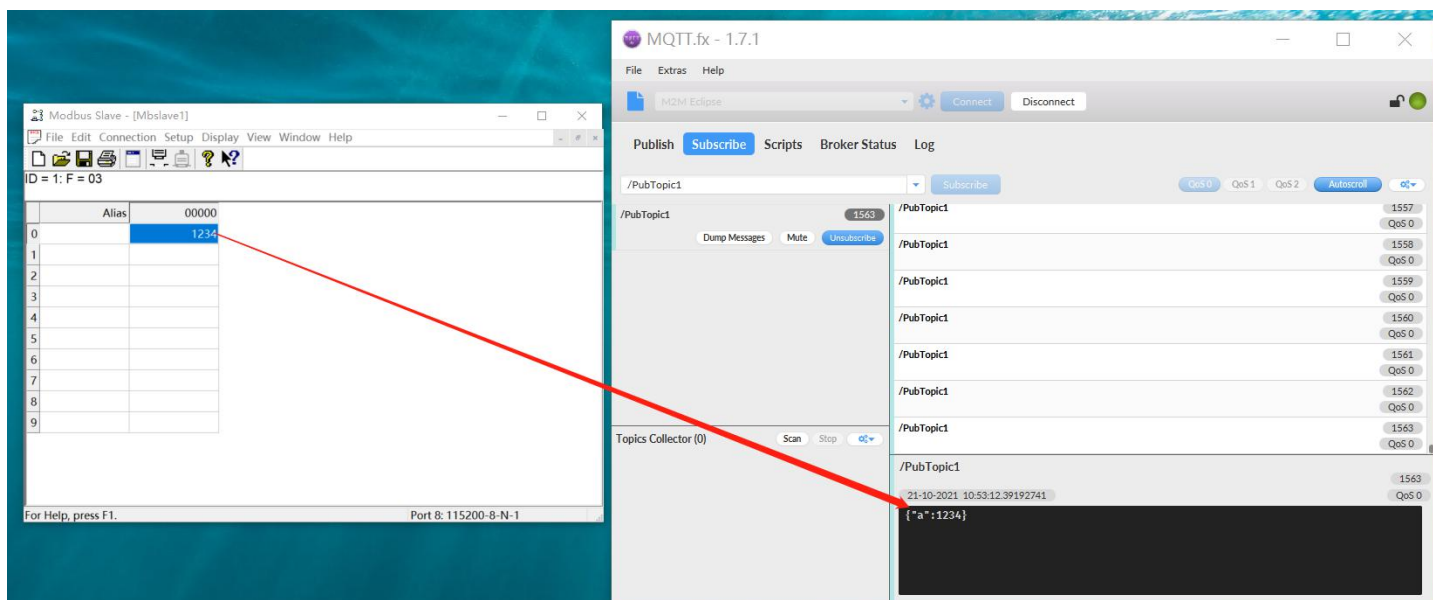 Modbus Slave - [Mbslave1]
File Edit Connection Setup Display View Window Help
ID = 1: F = 03
Alias 00000
0 1234
1
2
3
4
5
6
7
8
9
For Help, press F1. Port 8: 115200-8-N-1
MQTT.fx - 1.7.1
File Extras Help
M2M Eclipse Connect Disconnect
Publish Subscribe Scripts Broker Status Log
/PubTopic1 Subscribe QoS 0 QoS 1 QoS 2 Autoscroll
/PubTopic1 1563
Dump Messages Mute Unsubscribe
Topics Collector (0) Scan Stop
/PubTopic1 1557
QoS 0
/PubTopic1 1558
QoS 0
/PubTopic1 1559
QoS 0
/PubTopic1 1560
QoS 0
/PubTopic1 1561
QoS 0
/PubTopic1 1562
QoS 0
/PubTopic1 1563
QoS 0
/PubTopic1
1563
21-10-2021 10:53:12.39192741 QoS 0
{"a":1234}